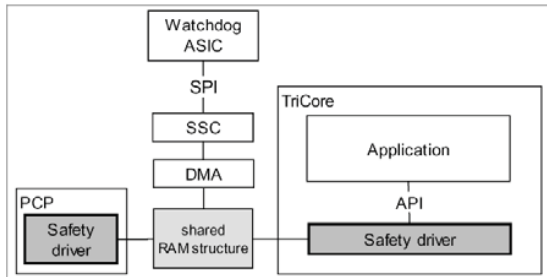 Watchdog
ASIC
SPI
TriCore
SSC
Application
DMA
PCP
API
Safety
driver
shared
RAM structure
Safety driver